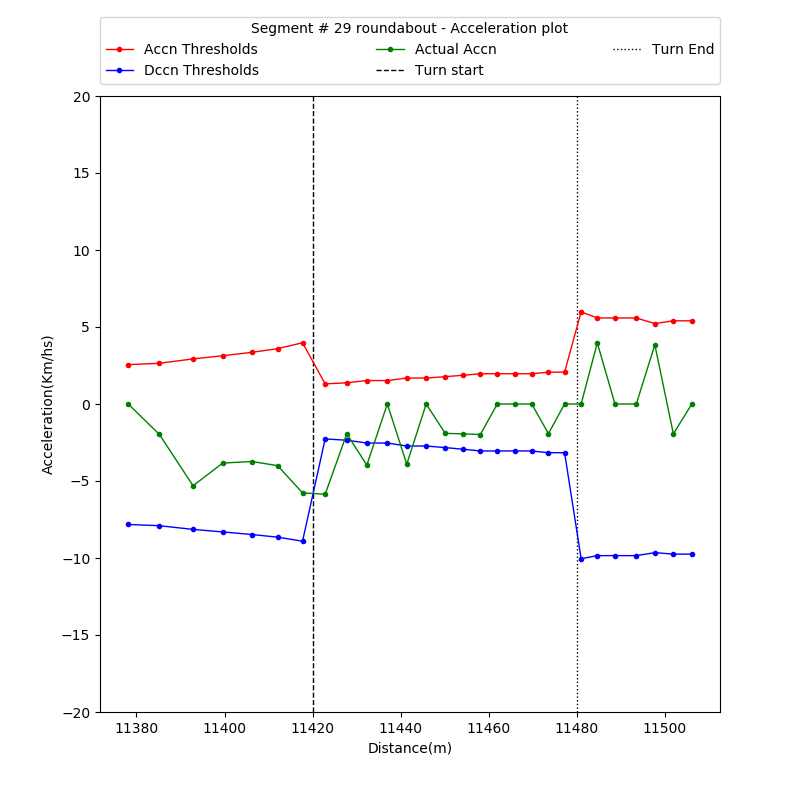 Segment # 29 roundabout - Acceleration plot
Accn Thresholds Actual Accn Turn End
Dccn Thresholds Turn start
20
15
10
5
0
−5
−10
−15
−20
Acceleration(Km/hs)
11380 11400 11420 11440 11460 11480 11500
Distance(m)